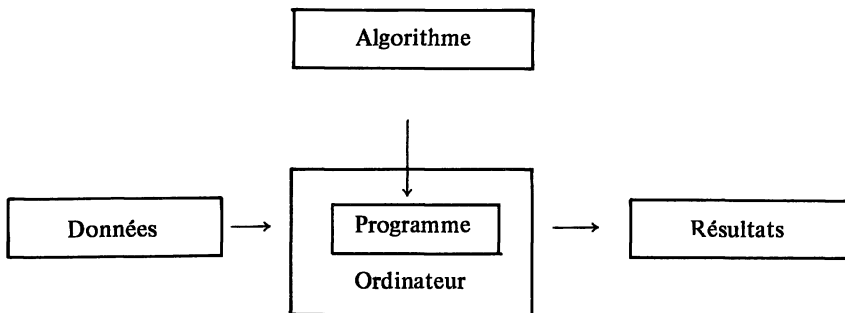 Algorithme
Données
Programme
Résultats
Ordinateur